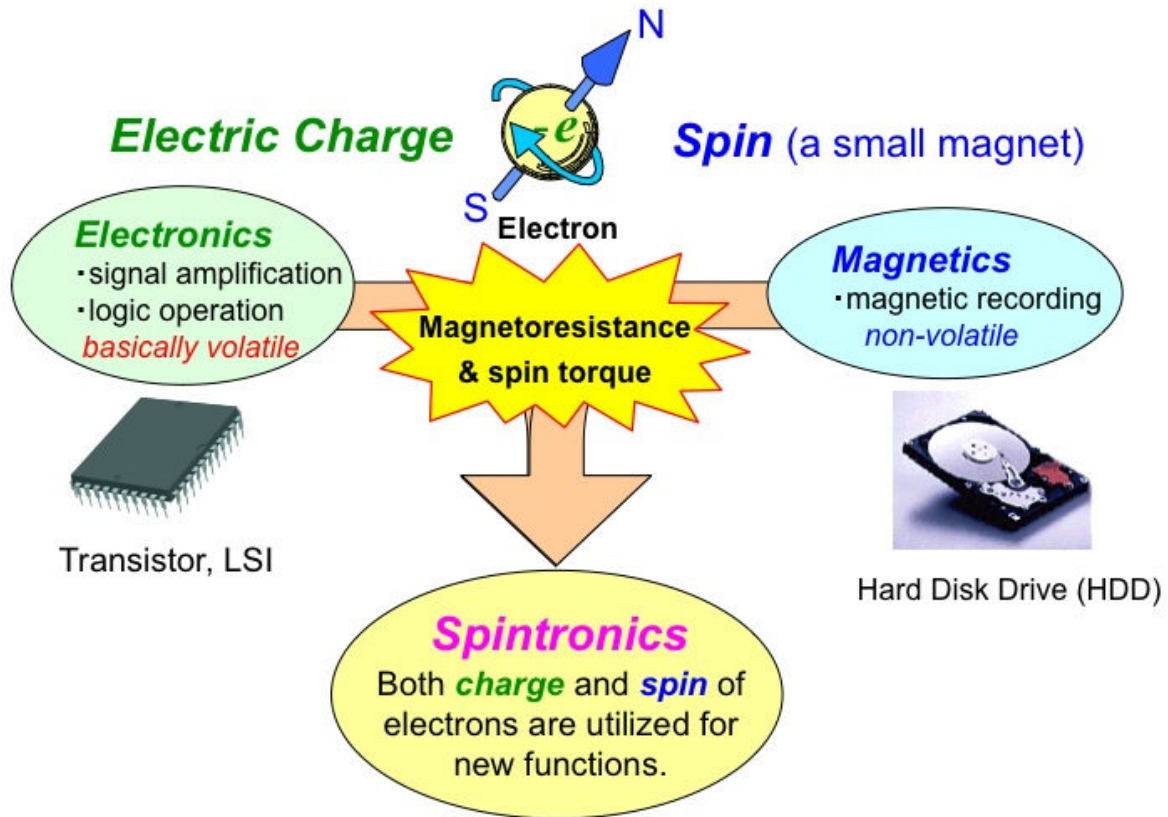 N
-e
Electric Charge
Spin (a small magnet)
S
Electron
Electronics
・signal amplification
・logic operation
basically volatile
Magnetoresistance
& spin torque
Magnetics
・magnetic recording
non-volatile
Transistor, LSI
Hard Disk Drive (HDD)
Spintronics
Both charge and spin of
electrons are utilized for
new functions.